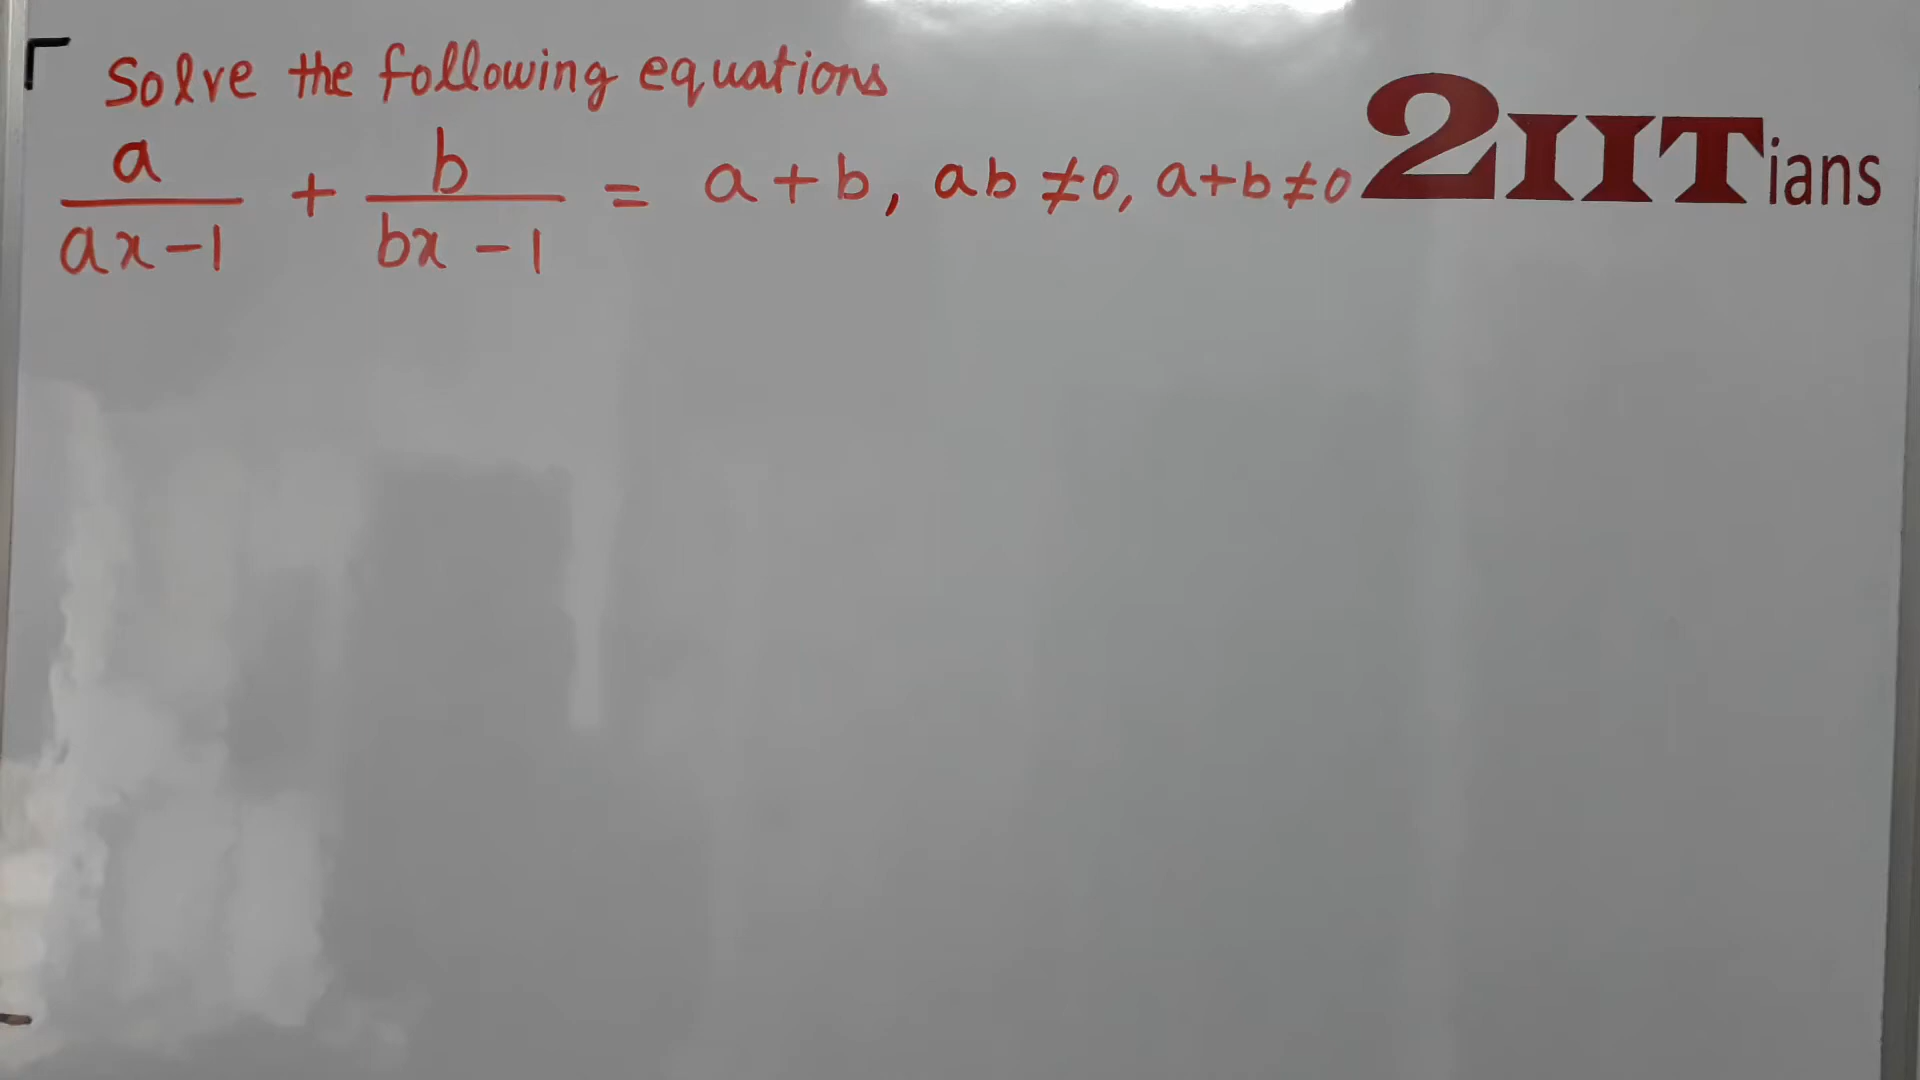 Solve the following equations
a/(ax-1) + b/(bx-1) = a+b, ab≠0, a+b≠0
2IITians